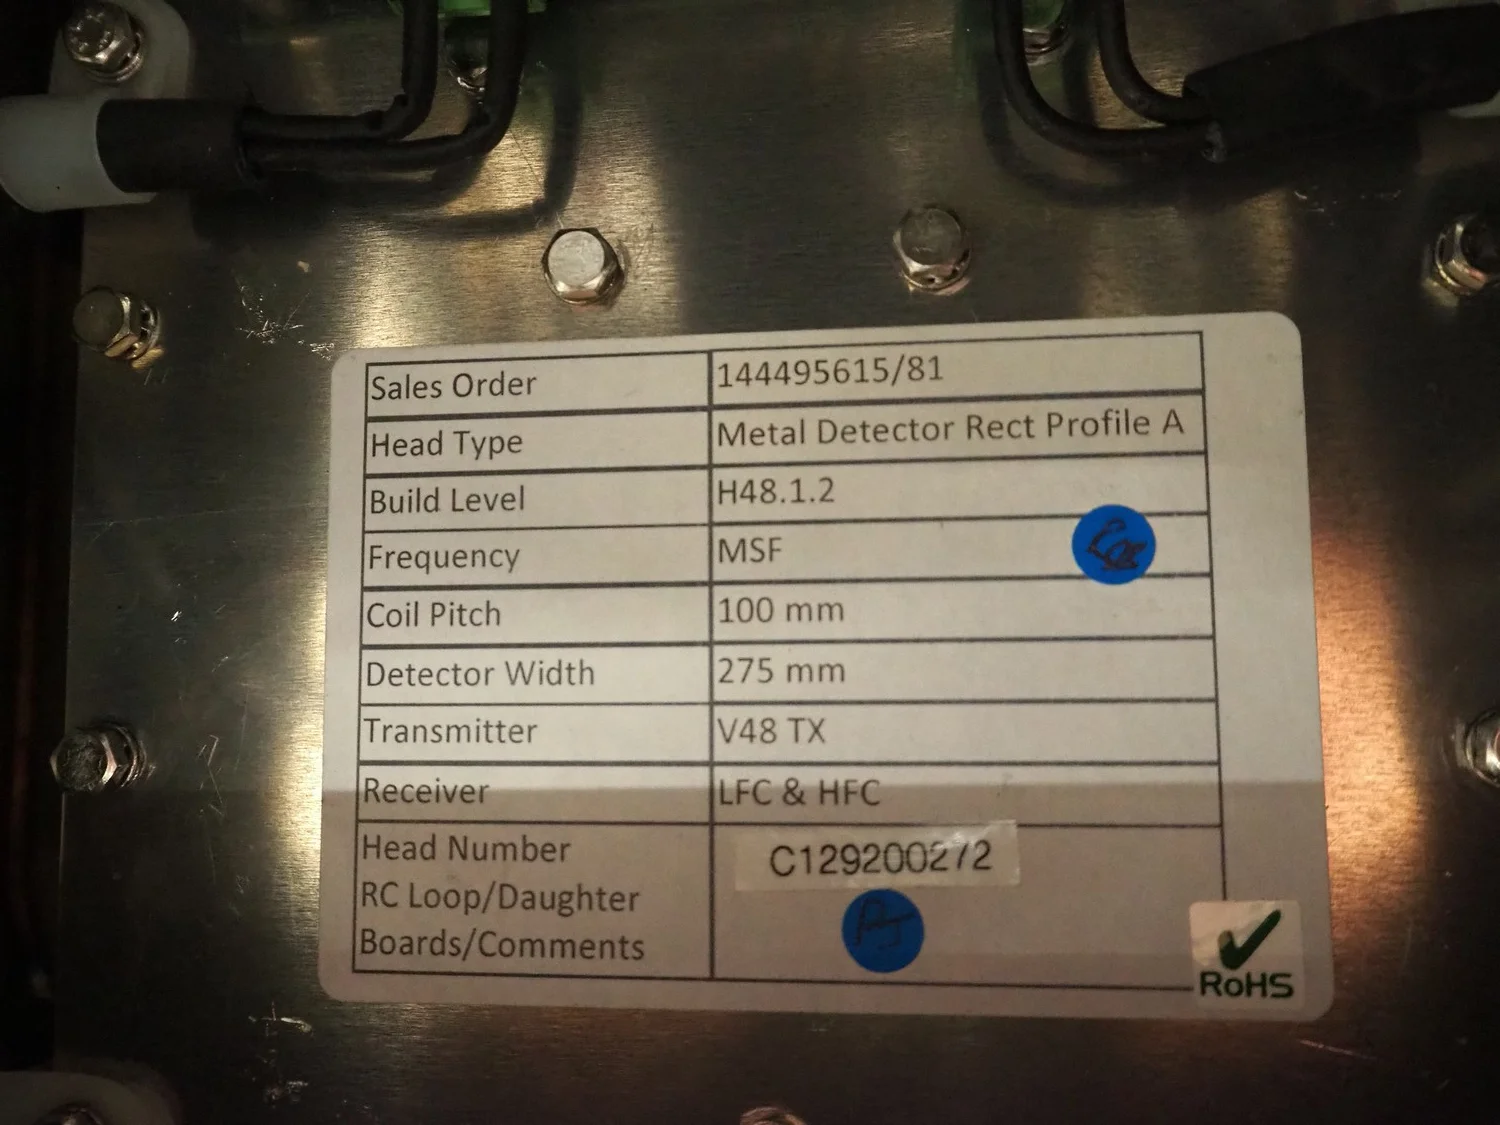 Sales Order 144495615/81
Head Type Metal Detector Rect Profile A
Build Level H48.1.2
Frequency MSF
Coil Pitch 100 mm
Detector Width 275 mm
Transmitter V48 TX
Receiver LFC & HFC
Head Number C129200272
RC Loop/Daughter
Boards/Comments
RoHS